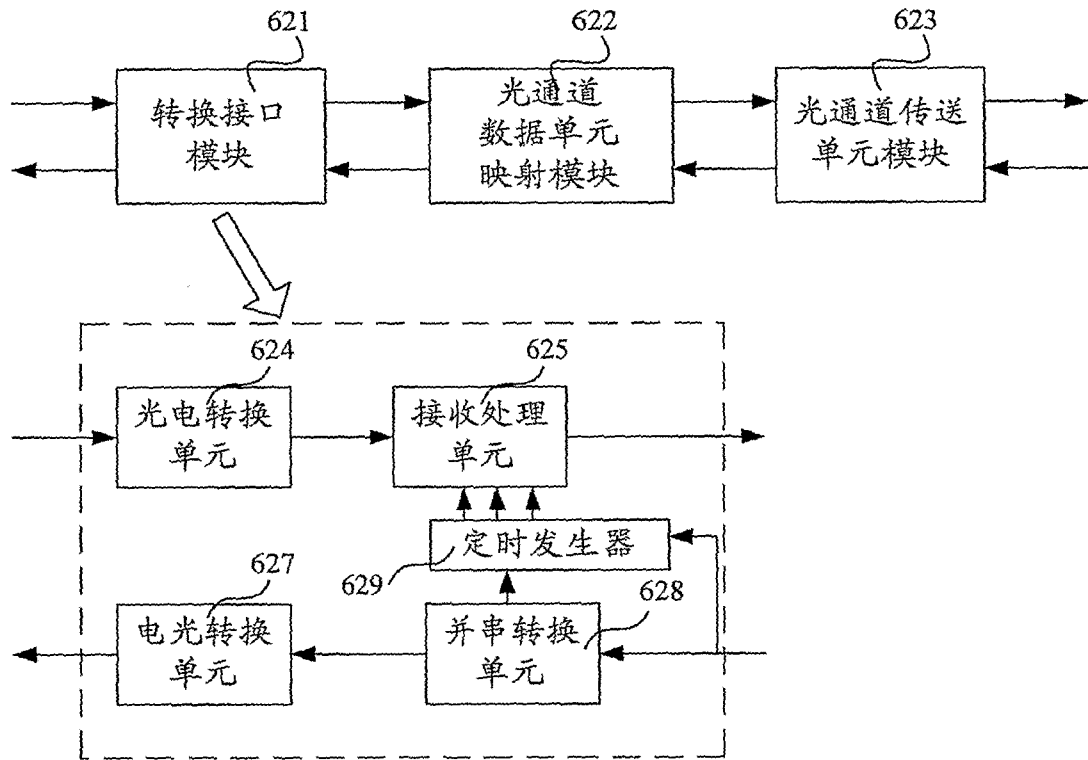 621
622
623
转换接口
模块
光通道
数据单元
映射模块
光通道传送
单元模块
624
625
光电转换
单元
接收处理
单元
定时发生器
629
627
628
电光转换
单元
并串转换
单元